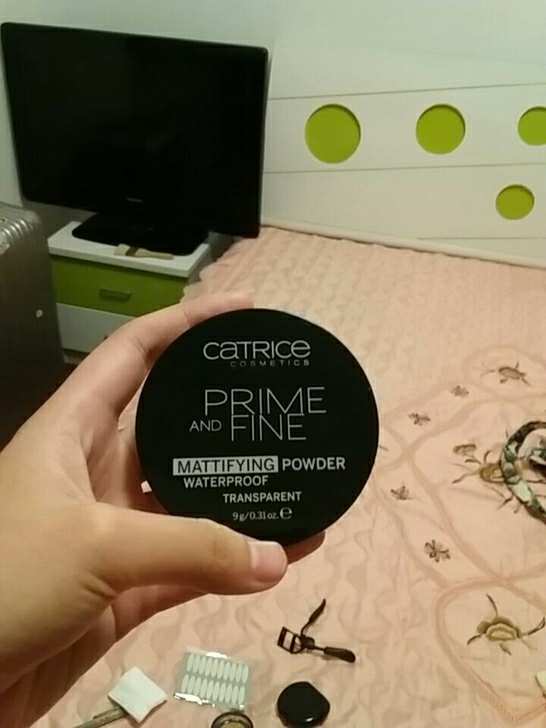 CATRICE
COSMETICS
PRIME
AND FINE
MATTIFYING POWDER
WATERPROOF
TRANSPARENT
9g/0.31oz.℮